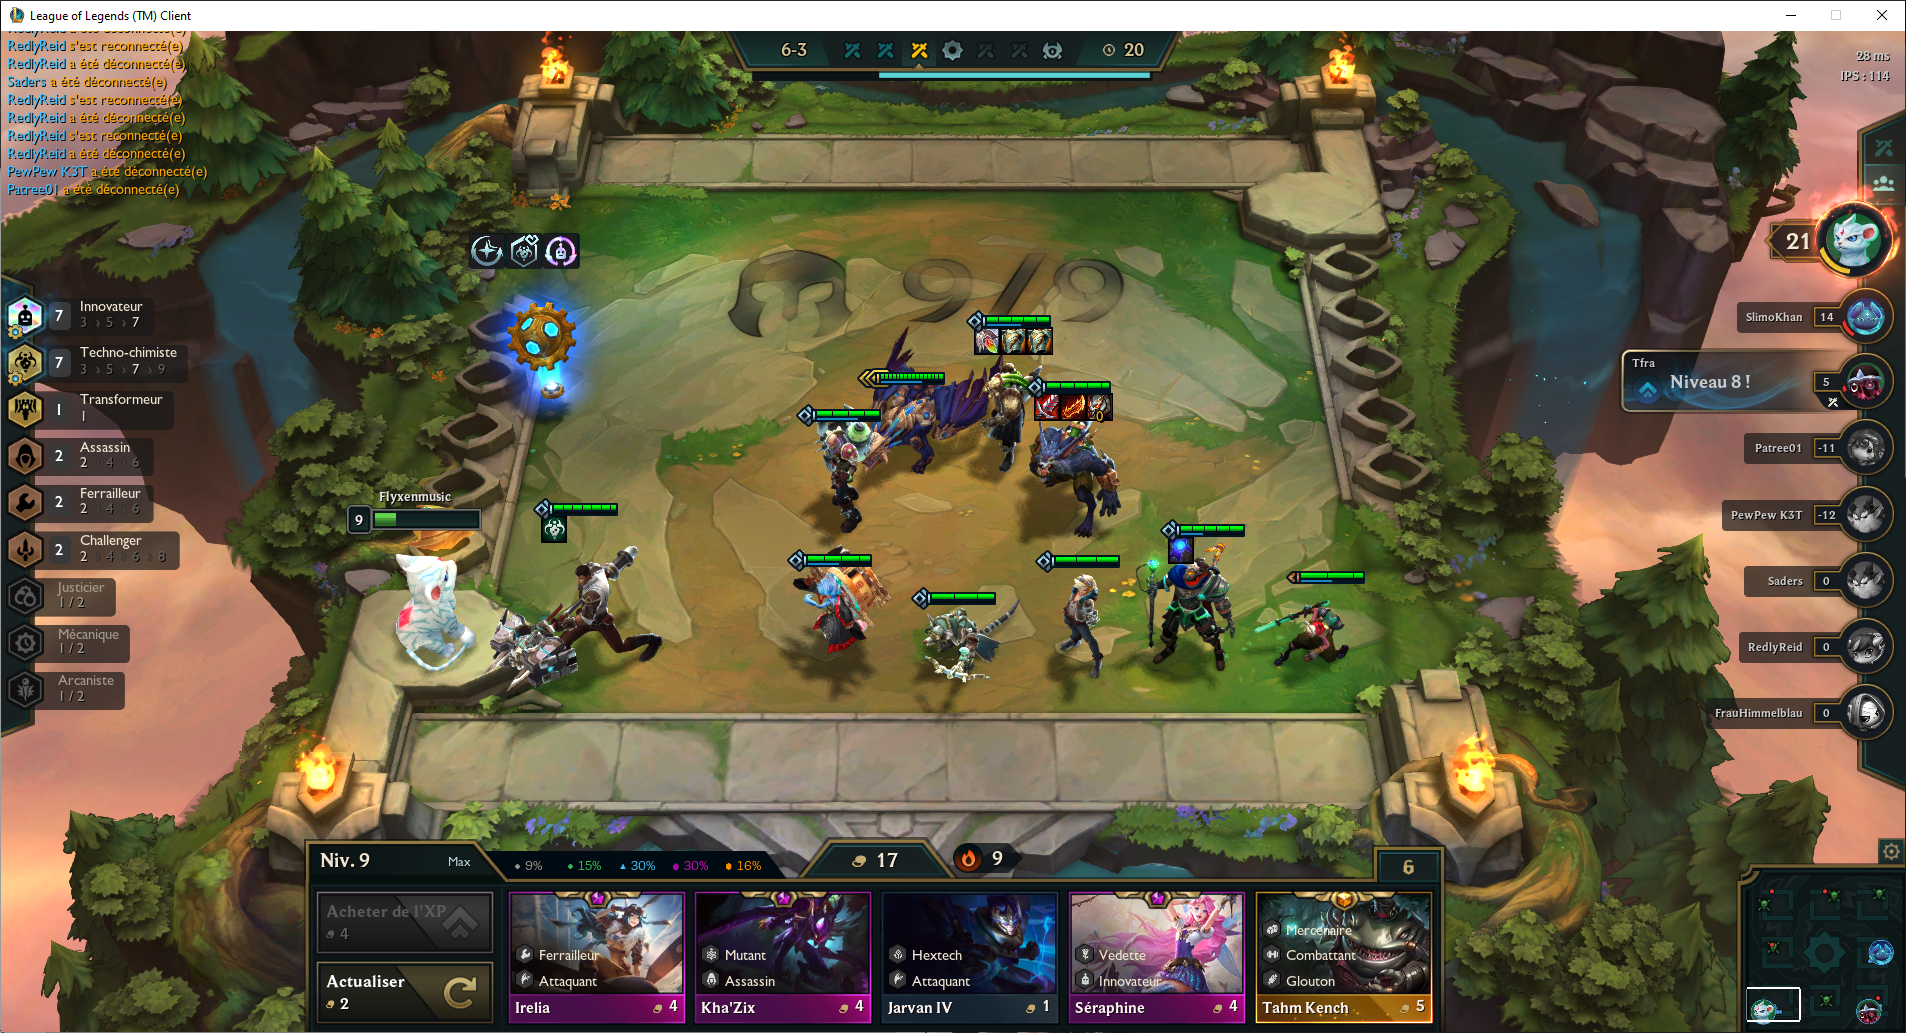 League of Legends (TM) Client
RedlyReid a été déconnecté(e)
RedlyReid s'est reconnecté(e)
RedlyReid a été déconnecté(e)
Saders a été déconnecté(e)
RedlyReid s'est reconnecté(e)
RedlyReid a été déconnecté(e)
RedlyReid s'est reconnecté(e)
RedlyReid a été déconnecté(e)
PewPew K3T a été déconnecté(e)
Patree01 a été déconnecté(e)
6-3
20
28 ms
IPS : 114
9/9
7 Innovateur
3 › 5 › 7
7 Techno-chimiste
3 › 5 › 7 › 9
1 Transformeur
1
2 Assassin
2 › 4 › 6
2 Ferrailleur
2 › 4 › 6
2 Challenger
2 › 4 › 6 › 8
Justicier
1 / 2
Mécanique
1 / 2
Arcaniste
1 / 2
Flyxenmusic
9
0
21
SlimoKhan 14
Tfra
Niveau 8 !
5
Patree01 -11
PewPew K3T -12
Saders 0
RedlyReid 0
FrauHimmelblau 0
Niv. 9
Max
9% 15% 30% 30% 16%
17
9
6
Acheter de l'XP
4
Actualiser
2
Ferrailleur
Attaquant
Irelia 4
Mutant
Assassin
Kha'Zix 4
Hextech
Attaquant
Jarvan IV 1
Vedette
Innovateur
Séraphine 4
Mercenaire
Combattant
Glouton
Tahm Kench 5